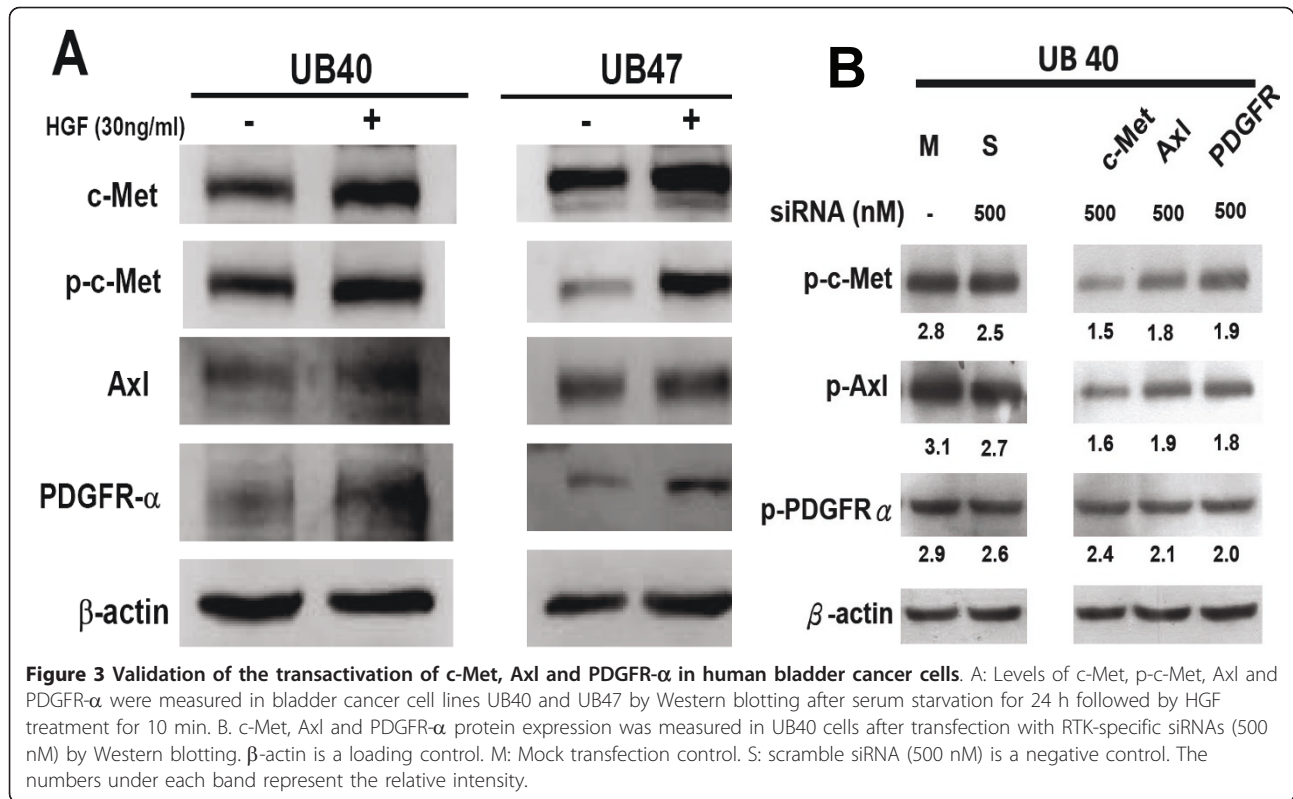 A
UB40 UB47
HGF (30ng/ml) - + - +
c-Met
p-c-Met
Axl
PDGFR-α
β-actin
B
UB 40
M S c-Met Axl PDGFR
siRNA (nM) - 500 500 500 500
p-c-Met
2.8 2.5 1.5 1.8 1.9
p-Axl
3.1 2.7 1.6 1.9 1.8
p-PDGFR α
2.9 2.6 2.4 2.1 2.0
β-actin
Figure 3 Validation of the transactivation of c-Met, Axl and PDGFR-α in human bladder cancer cells. A: Levels of c-Met, p-c-Met, Axl and
PDGFR-α were measured in bladder cancer cell lines UB40 and UB47 by Western blotting after serum starvation for 24 h followed by HGF
treatment for 10 min. B. c-Met, Axl and PDGFR-α protein expression was measured in UB40 cells after transfection with RTK-specific siRNAs (500
nM) by Western blotting. β-actin is a loading control. M: Mock transfection control. S: scramble siRNA (500 nM) is a negative control. The
numbers under each band represent the relative intensity.